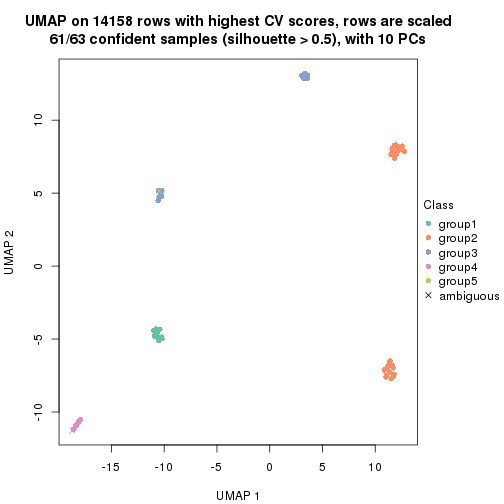 UMAP on 14158 rows with highest CV scores, rows are scaled
61/63 confident samples (silhouette > 0.5), with 10 PCs
10
5
0
-5
-10
UMAP 2
-15
-10
-5
0
5
10
UMAP 1
Class
group1
group2
group3
group4
group5
ambiguous